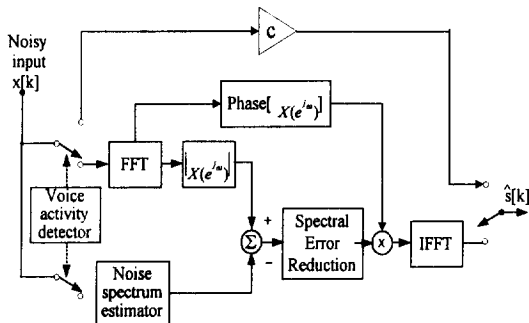 Noisy
input
x[k]
C
Phase[ X(e^{jω}) ]
FFT
|X(e^{jω})|
Voice
activity
detector
+
Σ
−
Spectral
Error
Reduction
x
IFFT
ŝ[k]
Noise
spectrum
estimator